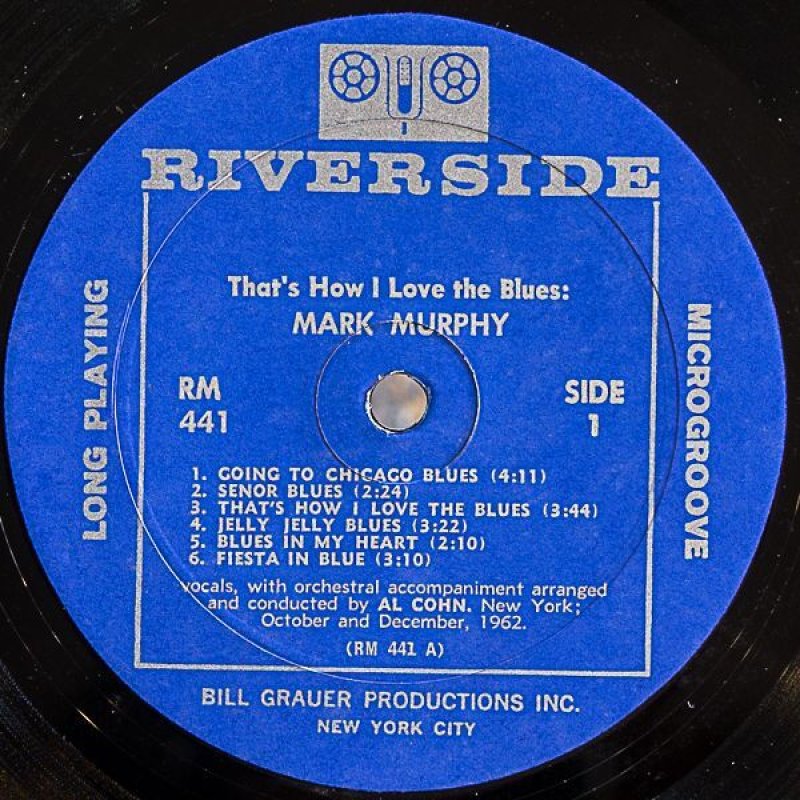 RIVERSIDE
That's How I Love the Blues:
MARK MURPHY
RM
441
SIDE
1
LONG PLAYING
MICROGROOVE
1. GOING TO CHICAGO BLUES (4:11)
2. SENOR BLUES (2:24)
3. THAT'S HOW I LOVE THE BLUES (3:44)
4. JELLY JELLY BLUES (3:22)
5. BLUES IN MY HEART (2:10)
6. FIESTA IN BLUE (3:10)
vocals, with orchestral accompaniment arranged
and conducted by AL COHN. New York;
October and December, 1962.
(RM 441 A)
BILL GRAUER PRODUCTIONS INC.
NEW YORK CITY